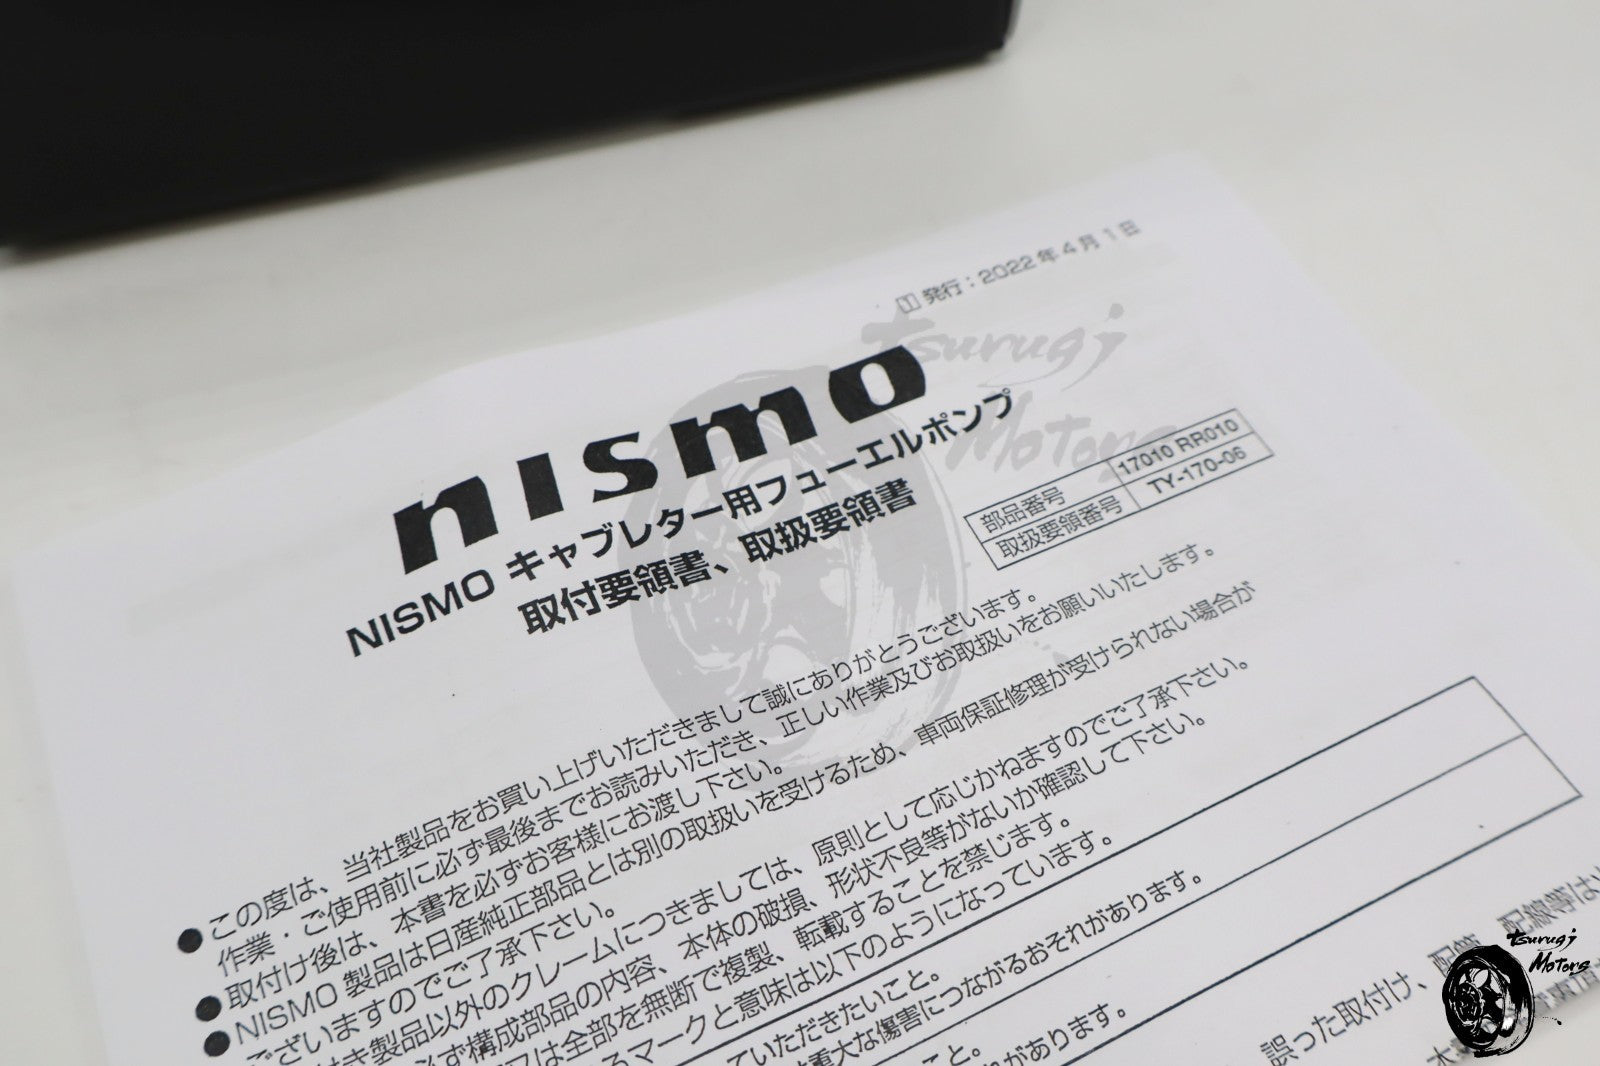 1 発行：2022年4月1日
nismo
NISMO キャブレター用フューエルポンプ
取付要領書、取扱要領書
部品番号 17010 RR010
取扱要領番号 TY-170-06
● この度は、当社製品をお買い上げいただきまして誠にありがとうございます。
作業・ご使用前に必ず最後までお読みいただき、正しい作業及びお取扱いをお願いいたします。
● 取付け後は、本書を必ずお客様にお渡し下さい。
● NISMO 製品は日産純正部品とは別の取扱いを受けるため、車両保証修理が受けられない場合が
ございますのでご了承下さい。
製品以外のクレームにつきましては、原則として応じかねますのでご了承下さい。
必ず構成部品の内容、本体の破損、形状不良等がないか確認して下さい。
又は全部を無断で複製、転載することを禁じます。
るマークと意味は以下のようになっています。
ていただきたいこと。
重大な傷害につながるおそれがあります。
こと。
があります。
誤った取付け、配管、配線等は
tsurugi
Motors
tsurugi
Motors